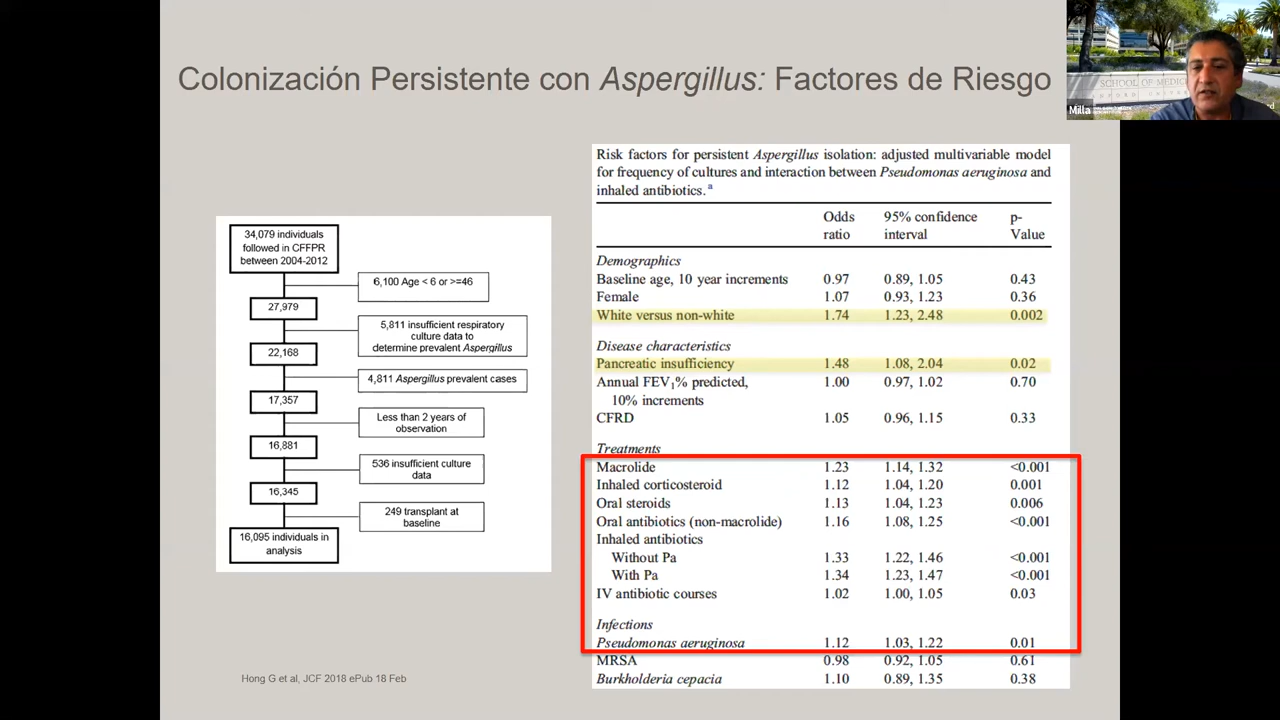 Colonización Persistente con Aspergillus: Factores de Riesgo
SCHOOL OF MEDIC
Milla
34,079 individuals
followed in CFFPR
between 2004-2012
6,100 Age < 6 or >=46
27,979
5,811 insufficient respiratory
culture data to
determine prevalent Aspergillus
22,168
4,811 Aspergillus prevalent cases
17,357
Less than 2 years of
observation
16,881
536 insufficient culture
data
16,345
249 transplant at
baseline
16,095 individuals in
analysis
Hong G et al, JCF 2018 ePub 18 Feb
Risk factors for persistent Aspergillus isolation: adjusted multivariable model
for frequency of cultures and interaction between Pseudomonas aeruginosa and
inhaled antibiotics. a
Odds ratio 95% confidence interval p-Value
Demographics
Baseline age, 10 year increments 0.97 0.89, 1.05 0.43
Female 1.07 0.93, 1.23 0.36
White versus non-white 1.74 1.23, 2.48 0.002
Disease characteristics
Pancreatic insufficiency 1.48 1.08, 2.04 0.02
Annual FEV1% predicted, 1.00 0.97, 1.02 0.70
10% increments
CFRD 1.05 0.96, 1.15 0.33
Treatments
Macrolide 1.23 1.14, 1.32 <0.001
Inhaled corticosteroid 1.12 1.04, 1.20 0.001
Oral steroids 1.13 1.04, 1.23 0.006
Oral antibiotics (non-macrolide) 1.16 1.08, 1.25 <0.001
Inhaled antibiotics
Without Pa 1.33 1.22, 1.46 <0.001
With Pa 1.34 1.23, 1.47 <0.001
IV antibiotic courses 1.02 1.00, 1.05 0.03
Infections
Pseudomonas aeruginosa 1.12 1.03, 1.22 0.01
MRSA 0.98 0.92, 1.05 0.61
Burkholderia cepacia 1.10 0.89, 1.35 0.38